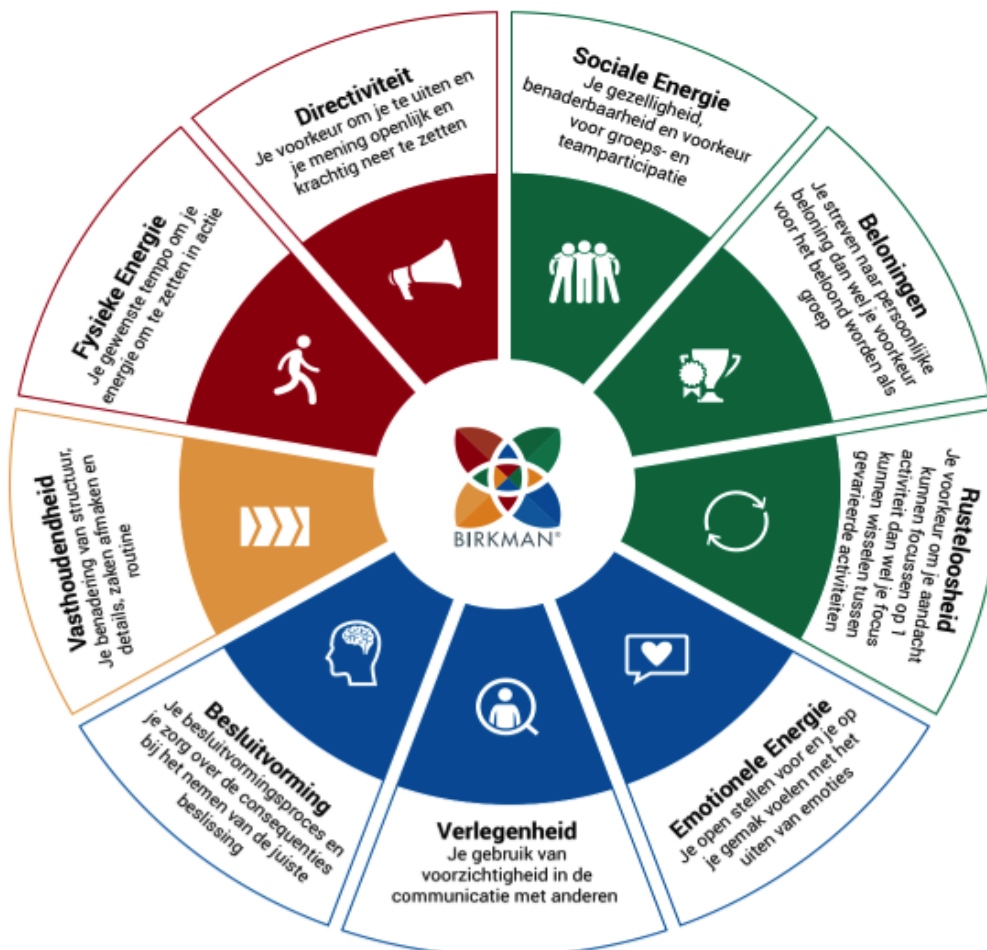 Directiviteit
Je voorkeur om je te uiten en
je mening openlijk en
krachtig neer te zetten
Sociale Energie
Je gezelligheid,
benaderbaarheid en voorkeur
voor groeps- en
teamparticipatie
Beloningen
Je streven naar persoonlijke
beloning dan wel je voorkeur
voor het beloond worden als
groep
Rusteloosheid
Je voorkeur om je aandacht
kunnen focussen op 1
activiteit dan wel je focus
kunnen wisselen tussen
gevarieerde activiteiten
Emotionele Energie
Je open stellen voor en je op
je gemak voelen met het
uiten van emoties
Verlegenheid
Je gebruik van
voorzichtigheid in de
communicatie met anderen
Besluitvorming
Je besluitvormingsproces en
je zorg over de consequenties
bij het nemen van de juiste
beslissing
Vasthoudendheid
Je benadering van structuur,
details, zaken afmaken en
routine
Fysieke Energie
Je gewenste tempo om je
energie om te zetten in actie
BIRKMAN®